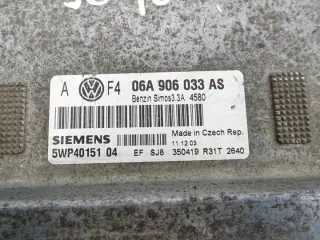 A F4 06A 906 033 AS
Benzin Simos3.3A 4580
SIEMENS
Made in Czech Rep.
11.12.03
5WP40151 04 EF SJ6 350419 R31T 2640